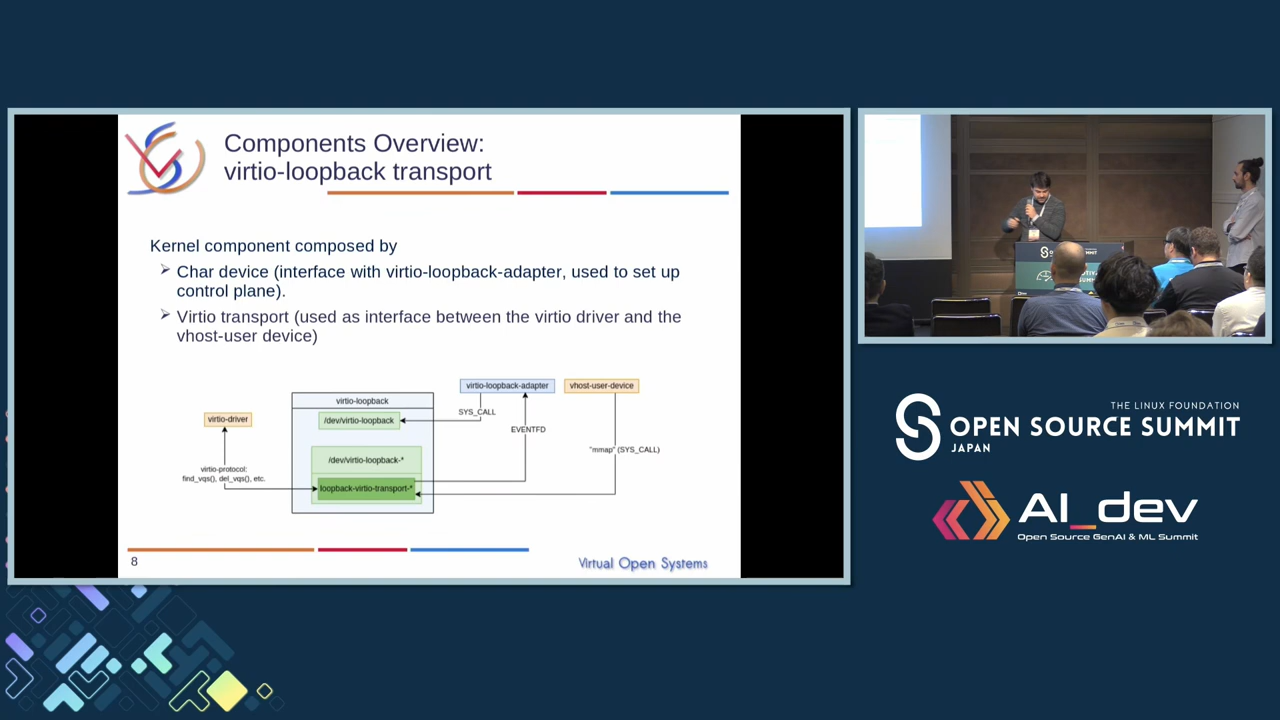 Components Overview:
virtio-loopback transport
Kernel component composed by
Char device (interface with virtio-loopback-adapter, used to set up
control plane).
Virtio transport (used as interface between the virtio driver and the
vhost-user device)
virtio-loopback-adapter
vhost-user-device
virtio-loopback
virtio-driver
/dev/virtio-loopback
SYS_CALL
EVENTFD
"mmap" (SYS_CALL)
/dev/virtio-loopback-*
virtio-protocol:
find_vqs(), del_vqs(), etc.
loopback-virtio-transport-*
8
Virtual Open Systems
THE LINUX FOUNDATION
OPEN SOURCE SUMMIT
JAPAN
AI_dev
Open Source GenAI & ML Summit